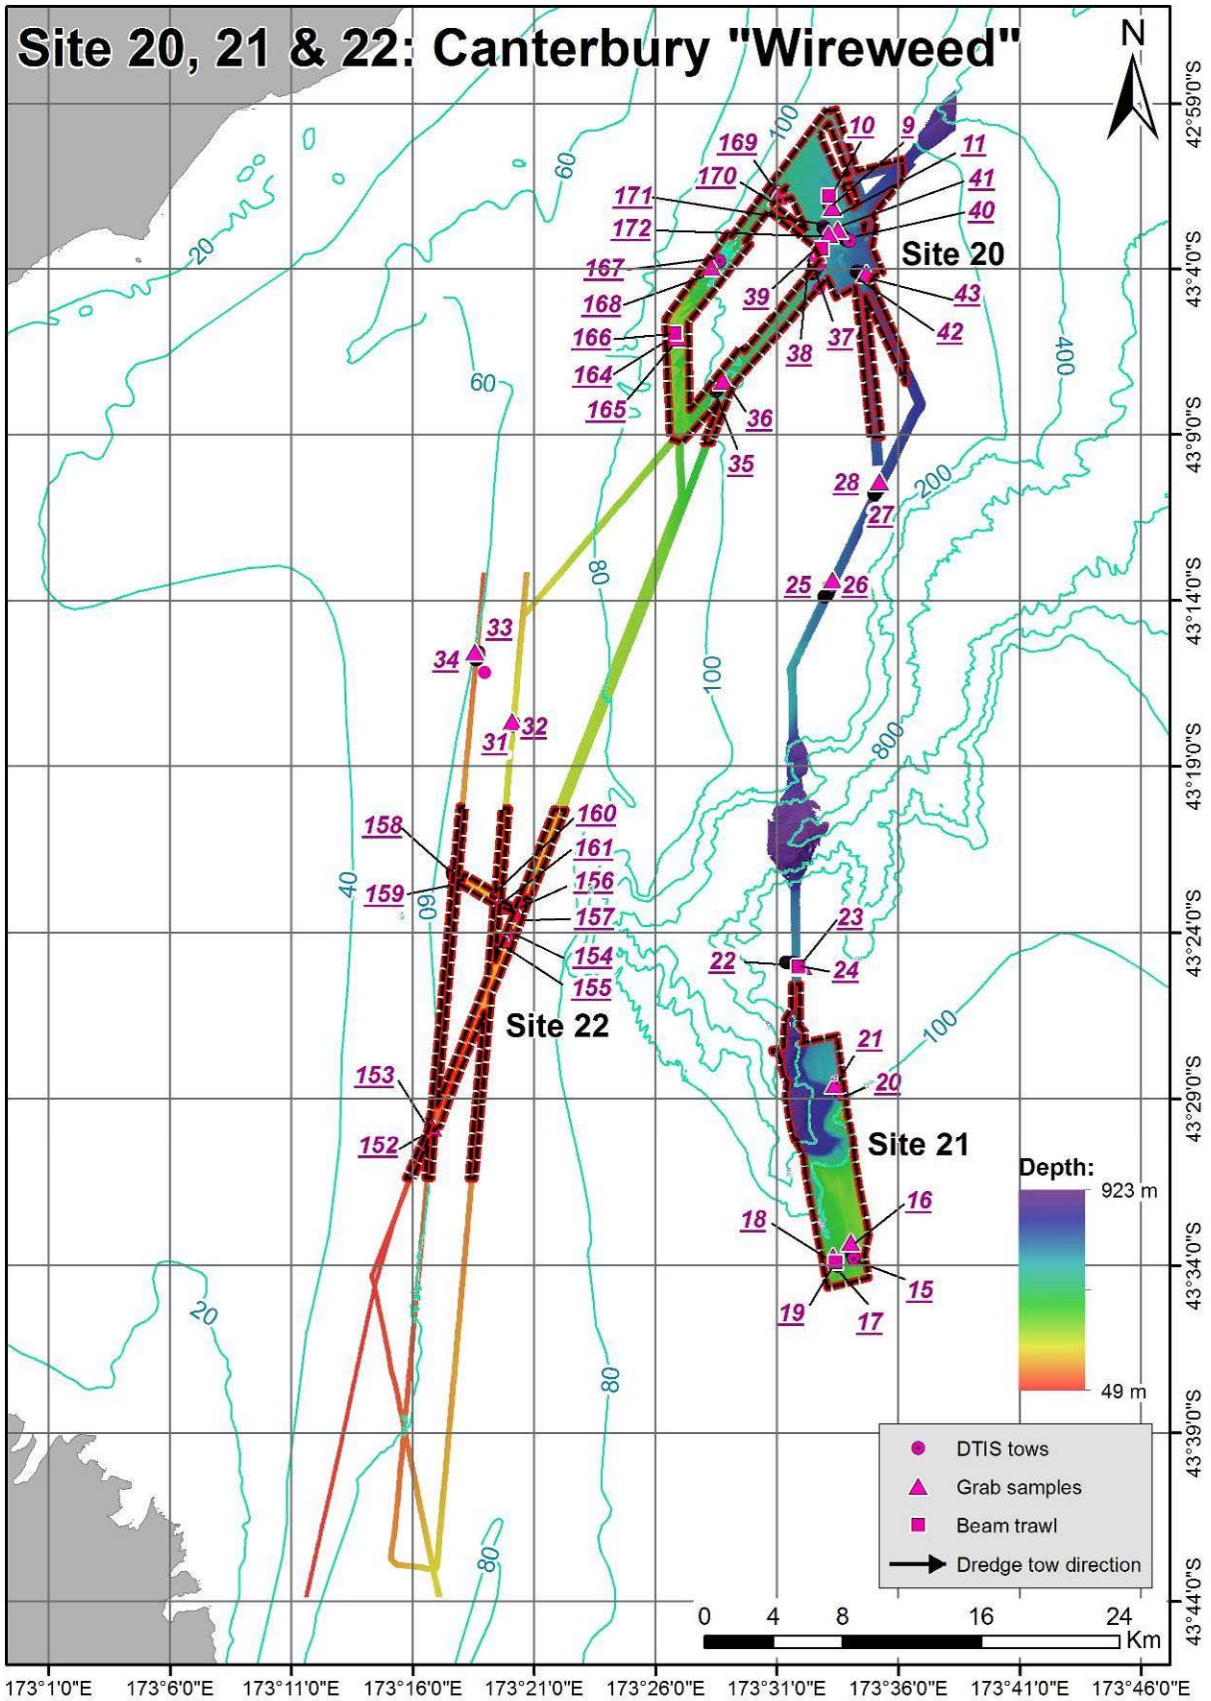 Site 20, 21 & 22: Canterbury "Wireweed"
N
42°59'0"S
100
10
9
11
169
60
170
41
171
40
20
172
Site 20
167
43°4'0"S
39
43
168
37
42
166
38
400
164
60
165
36
43°9'0"S
35
28
200
27
80
25
26
43°14'0"S
33
34
100
32
31
800
43°19'0"S
160
158
161
40
156
159
60
157
23
43°24'0"S
154
22
24
155
Site 22
100
21
153
20
43°29'0"S
152
Site 21
Depth:
923 m
16
18
43°34'0"S
15
20
19
17
80
49 m
43°39'0"S
DTIS tows
Grab samples
Beam trawl
80
Dredge tow direction
43°44'0"S
0 4 8 16 24
Km
173°1'0"E 173°6'0"E 173°11'0"E 173°16'0"E 173°21'0"E 173°26'0"E 173°31'0"E 173°36'0"E 173°41'0"E 173°46'0"E